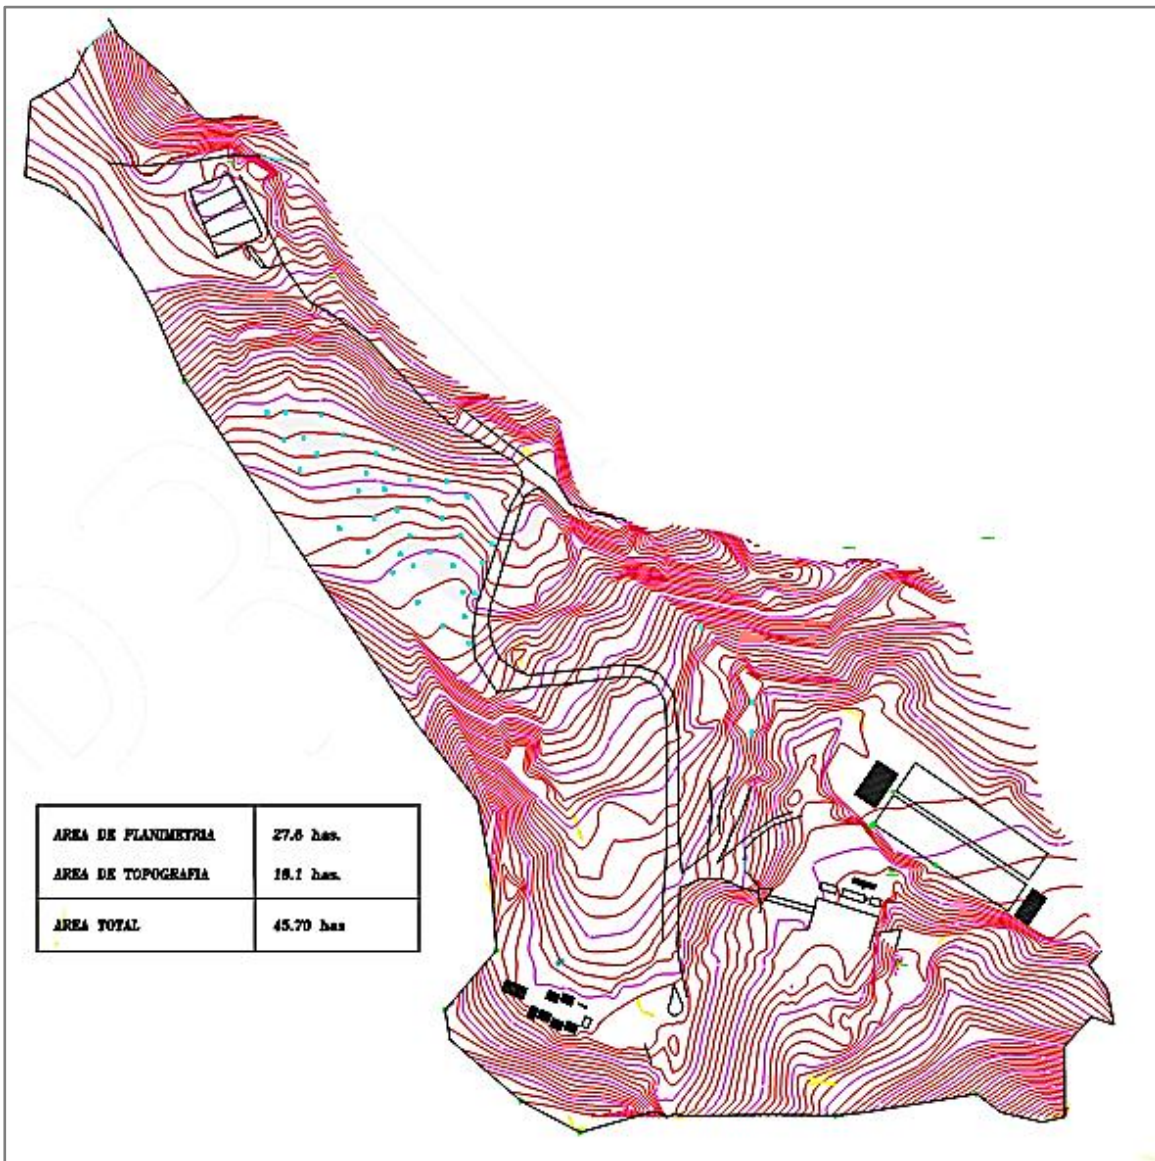 AREA DE PLANIMETRIA 27.6 has.
AREA DE TOPOGRAFIA 18.1 has.
AREA TOTAL 45.70 has